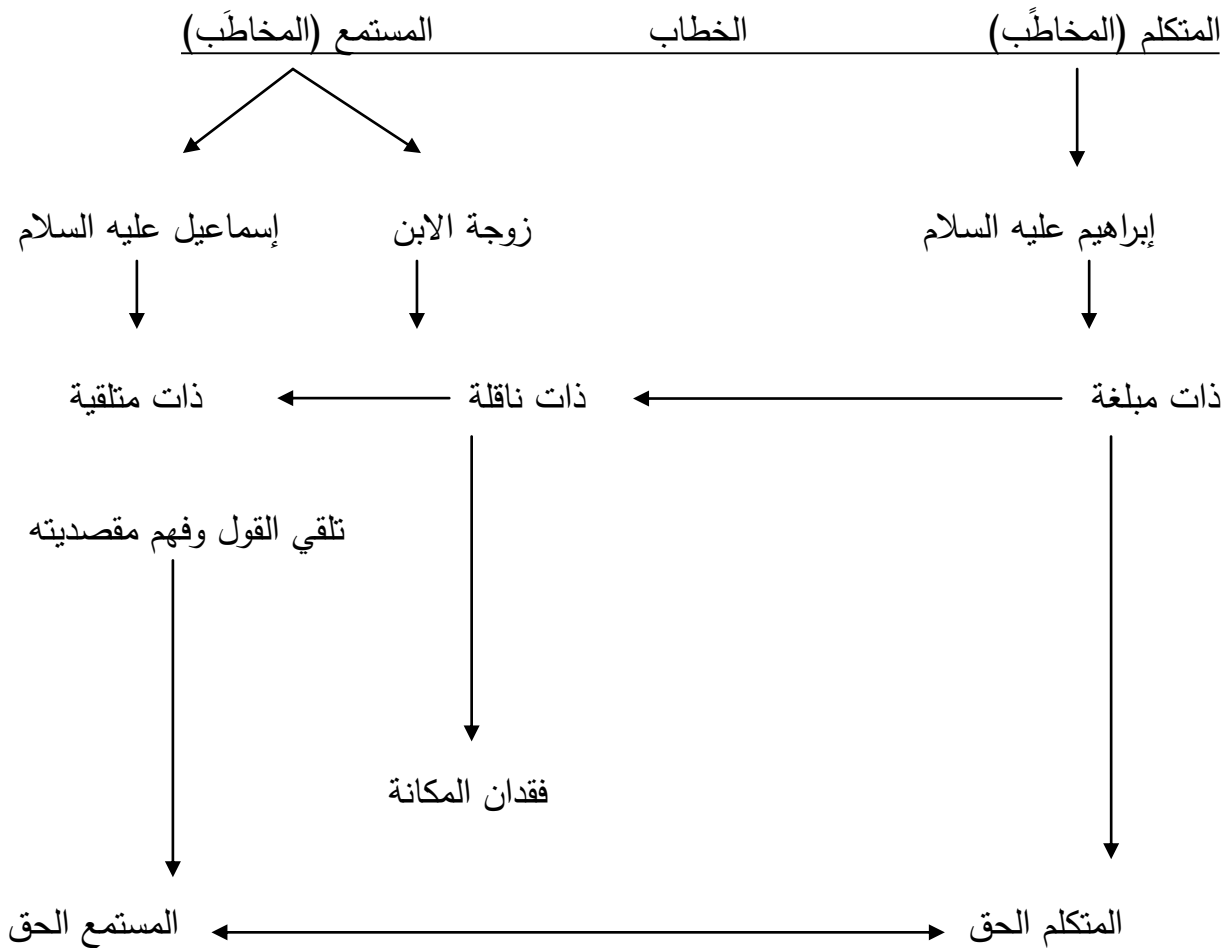 المتكلم (المخاطًب) الخطاب المستمع (المخاطَب)
إبراهيم عليه السلام زوجة الابن إسماعيل عليه السلام
ذات مبلغة ذات ناقلة ذات متلقية
تلقي القول وفهم مقصديته
فقدان المكانة
المتكلم الحق المستمع الحق